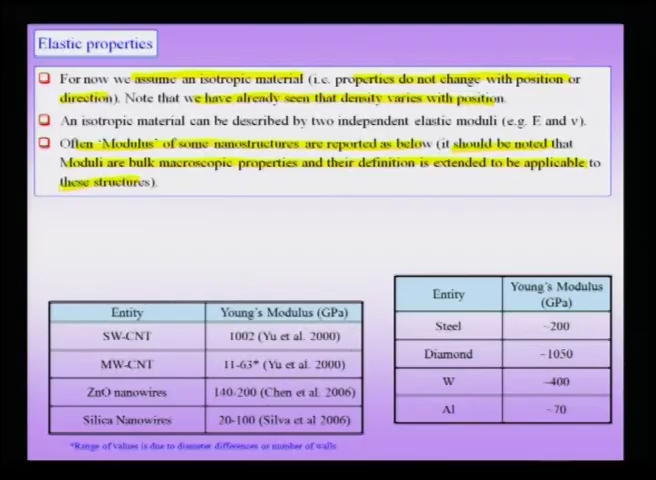 Elastic properties
For now we assume an isotropic material (i.e. properties do not change with position or
direction). Note that we have already seen that density varies with position.
An isotropic material can be described by two independent elastic moduli (e.g. E and ν).
Often 'Modulus' of some nanostructures are reported as below (it should be noted that
Moduli are bulk macroscopic properties and their definition is extended to be applicable to
these structures).
Entity Young's Modulus (GPa)
SW-CNT 1002 (Yu et al. 2000)
MW-CNT 11-63* (Yu et al. 2000)
ZnO nanowires 140-200 (Chen et al. 2006)
Silica Nanowires 20-100 (Silva et al 2006)
*Range of values is due to diameter differences or number of walls
Entity Young's Modulus
(GPa)
Steel ~200
Diamond ~1050
W ~400
Al ~70